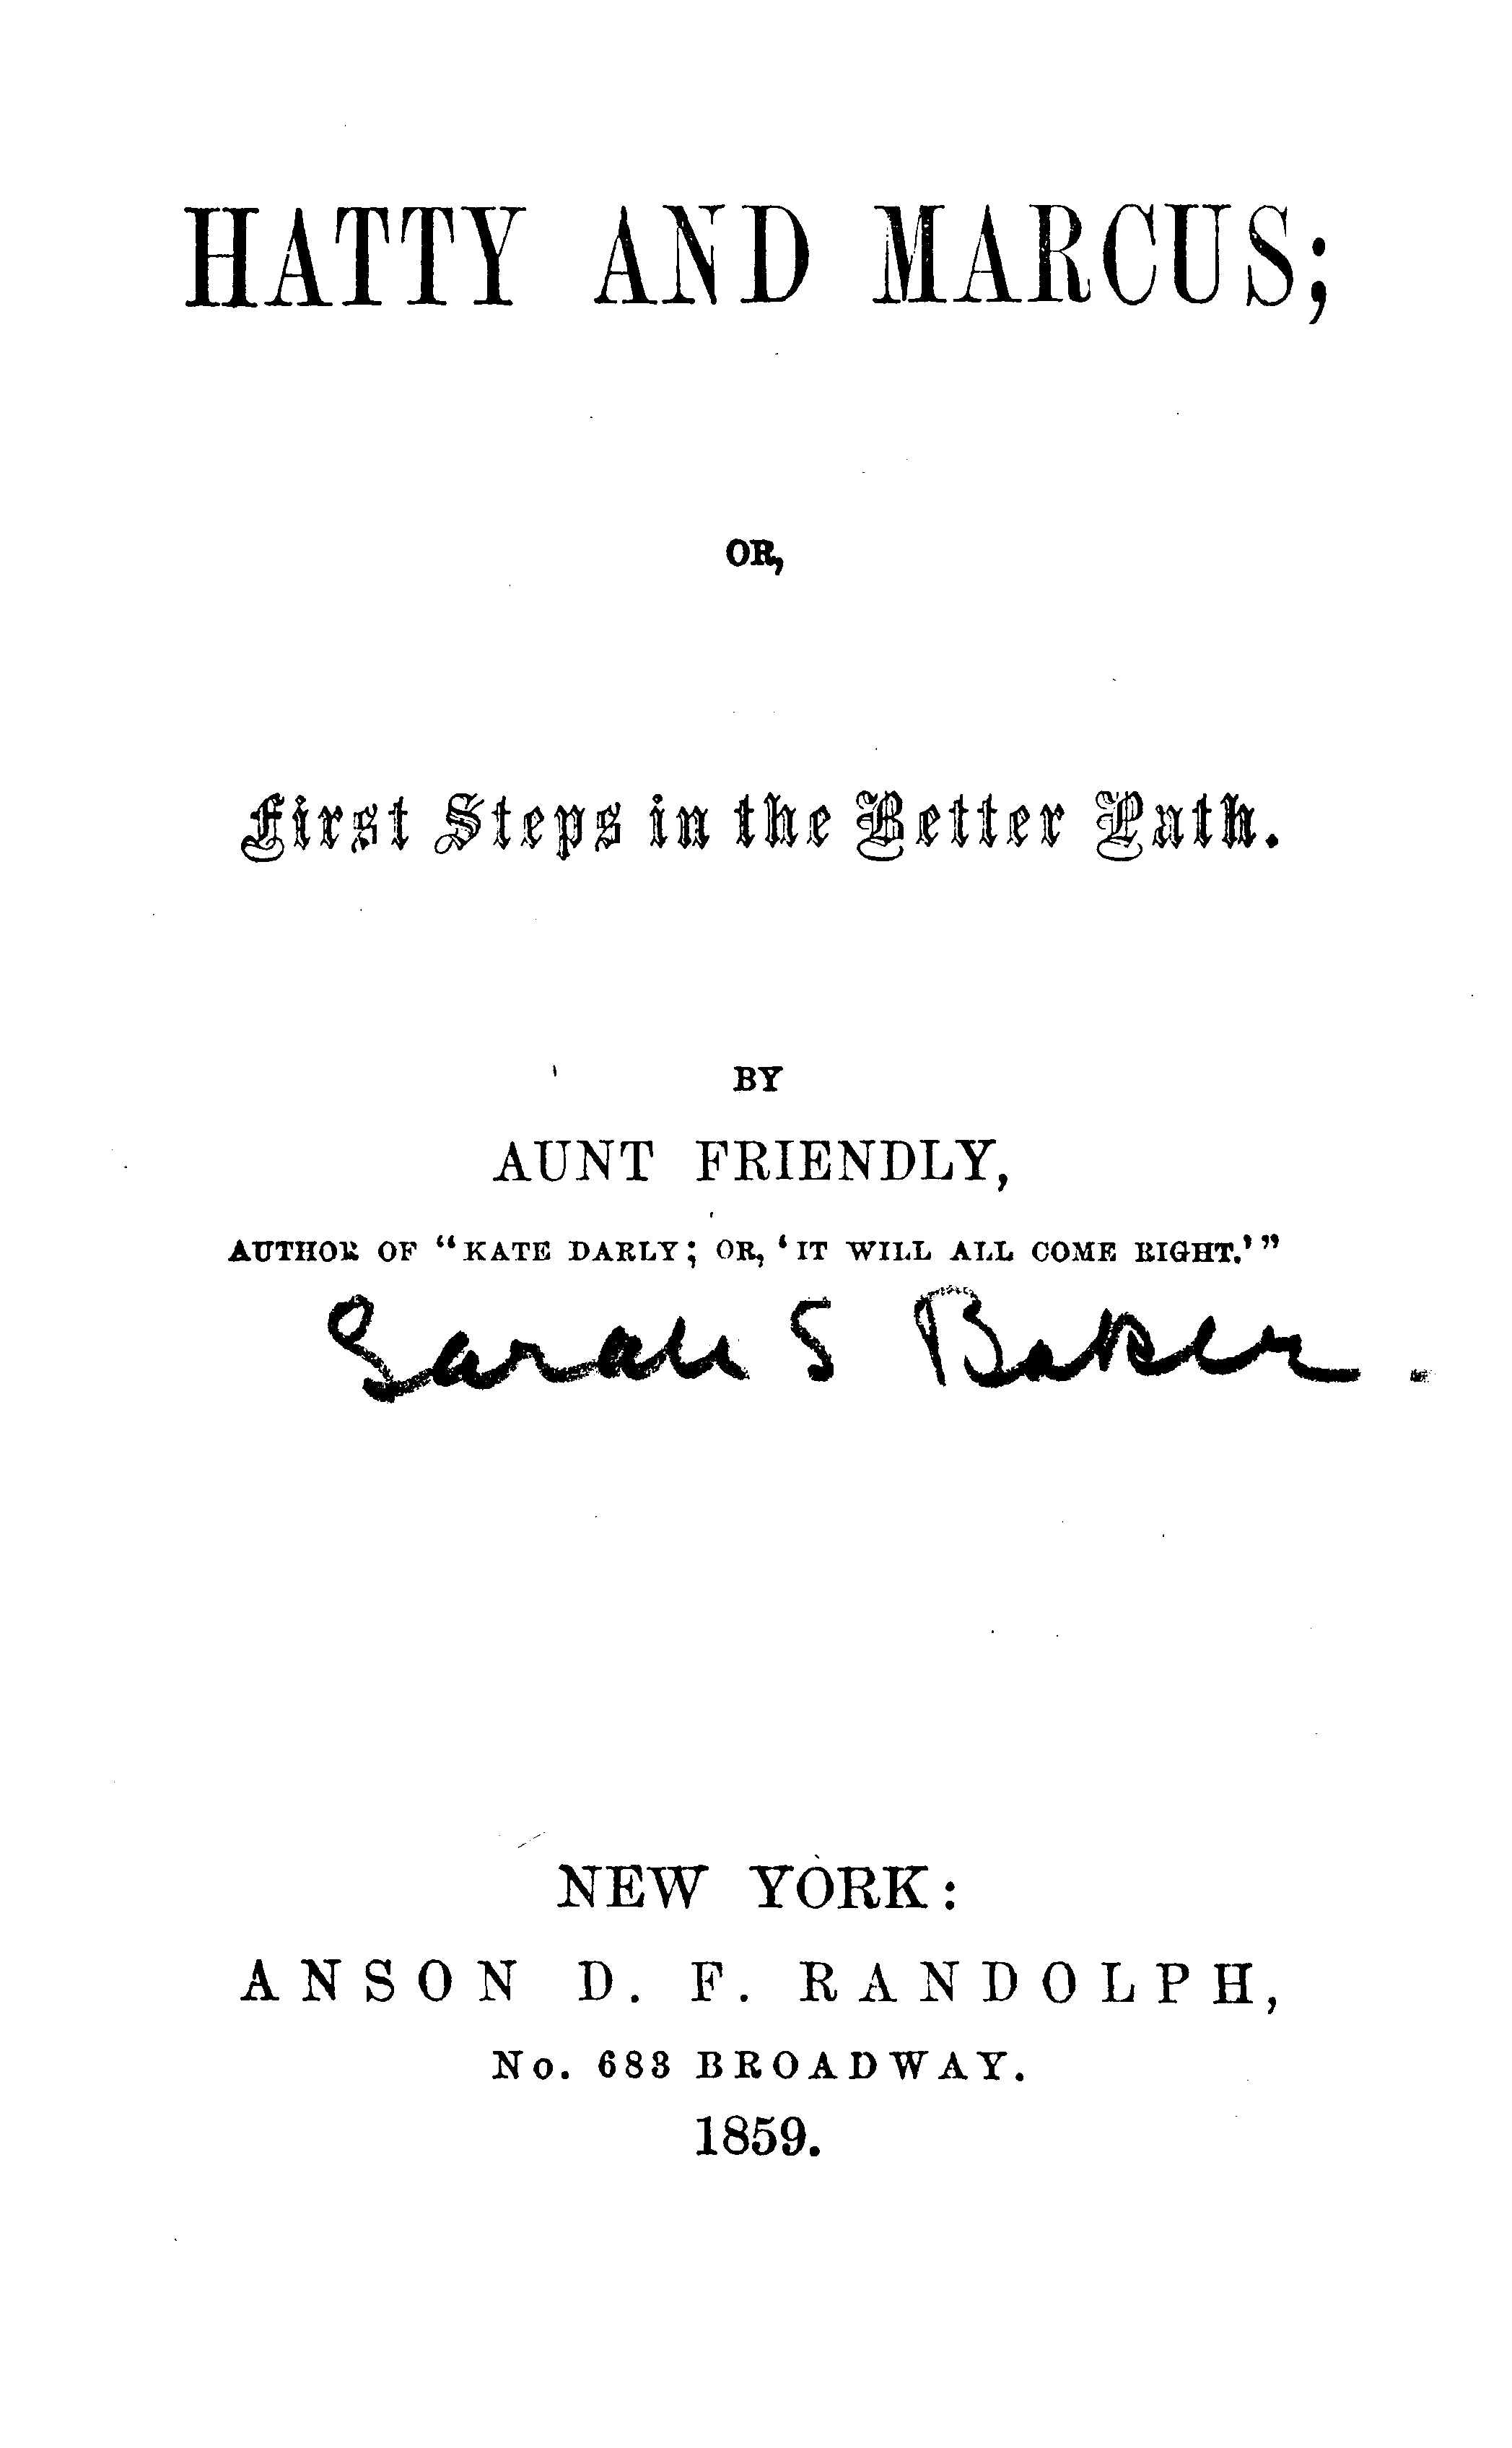 HATTY AND MARCUS;
OR,
First Steps in the Better Path.
BY
AUNT FRIENDLY,
AUTHOR OF “KATE DARLY; OR, ‘IT WILL ALL COME RIGHT.’”
Sarah S Baker.
NEW YORK:
ANSON D. F. RANDOLPH,
No. 683 BROADWAY.
1859.